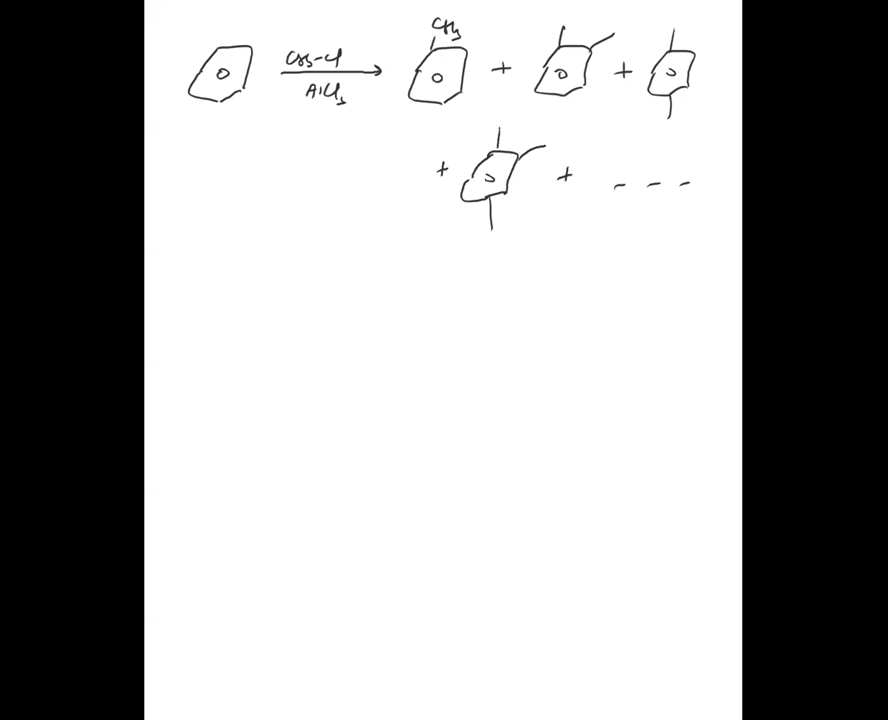 CH3
CH3-Cl
AlCl3
+ +
+ + - - -